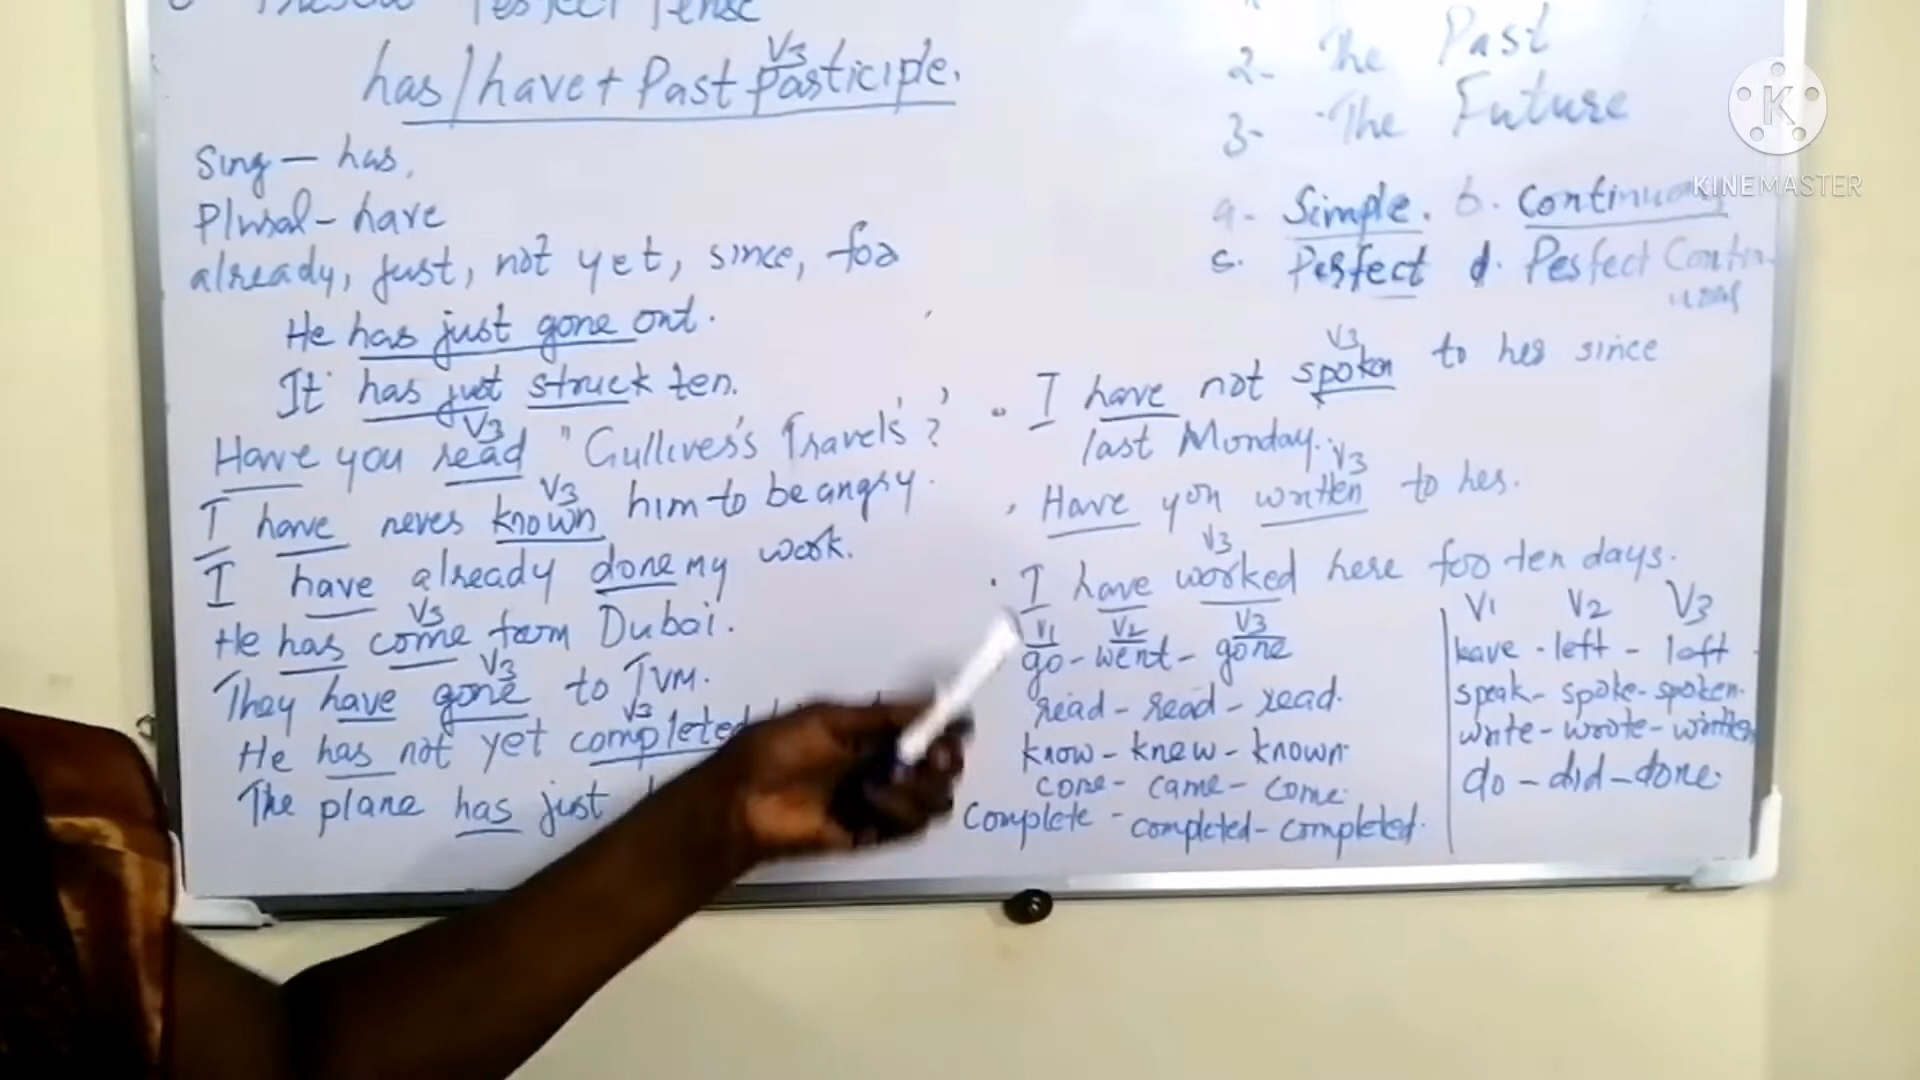 Present Perfect Tense
V3
has/have + Past Participle.
Sing - has.
Plural - have
already, just, not yet, since, for
He has just gone out.
It has just struck ten.
V3
Have you read "Gulliver's Travels'?
V3
I have never known him to be angry.
I have already done my work.
V3
He has come from Dubai.
V3
They have gone to TVM.
V3
He has not yet completed
The plane has just
2- The Past
3- The Future
a- Simple. b. Continuous
c. Perfect d. Perfect Contin
uous
V3
I have not spoken to her since
last Monday.
V3
Have you written to her.
V3
I have worked here for ten days.
V1 V2 V3
go - went - gone
read - read - read.
know - knew - known.
come - came - come.
Complete - completed - completed.
V1 V2 V3
leave - left - left
speak - spoke - spoken.
write - wrote - written
do - did - done.
KINEMASTER